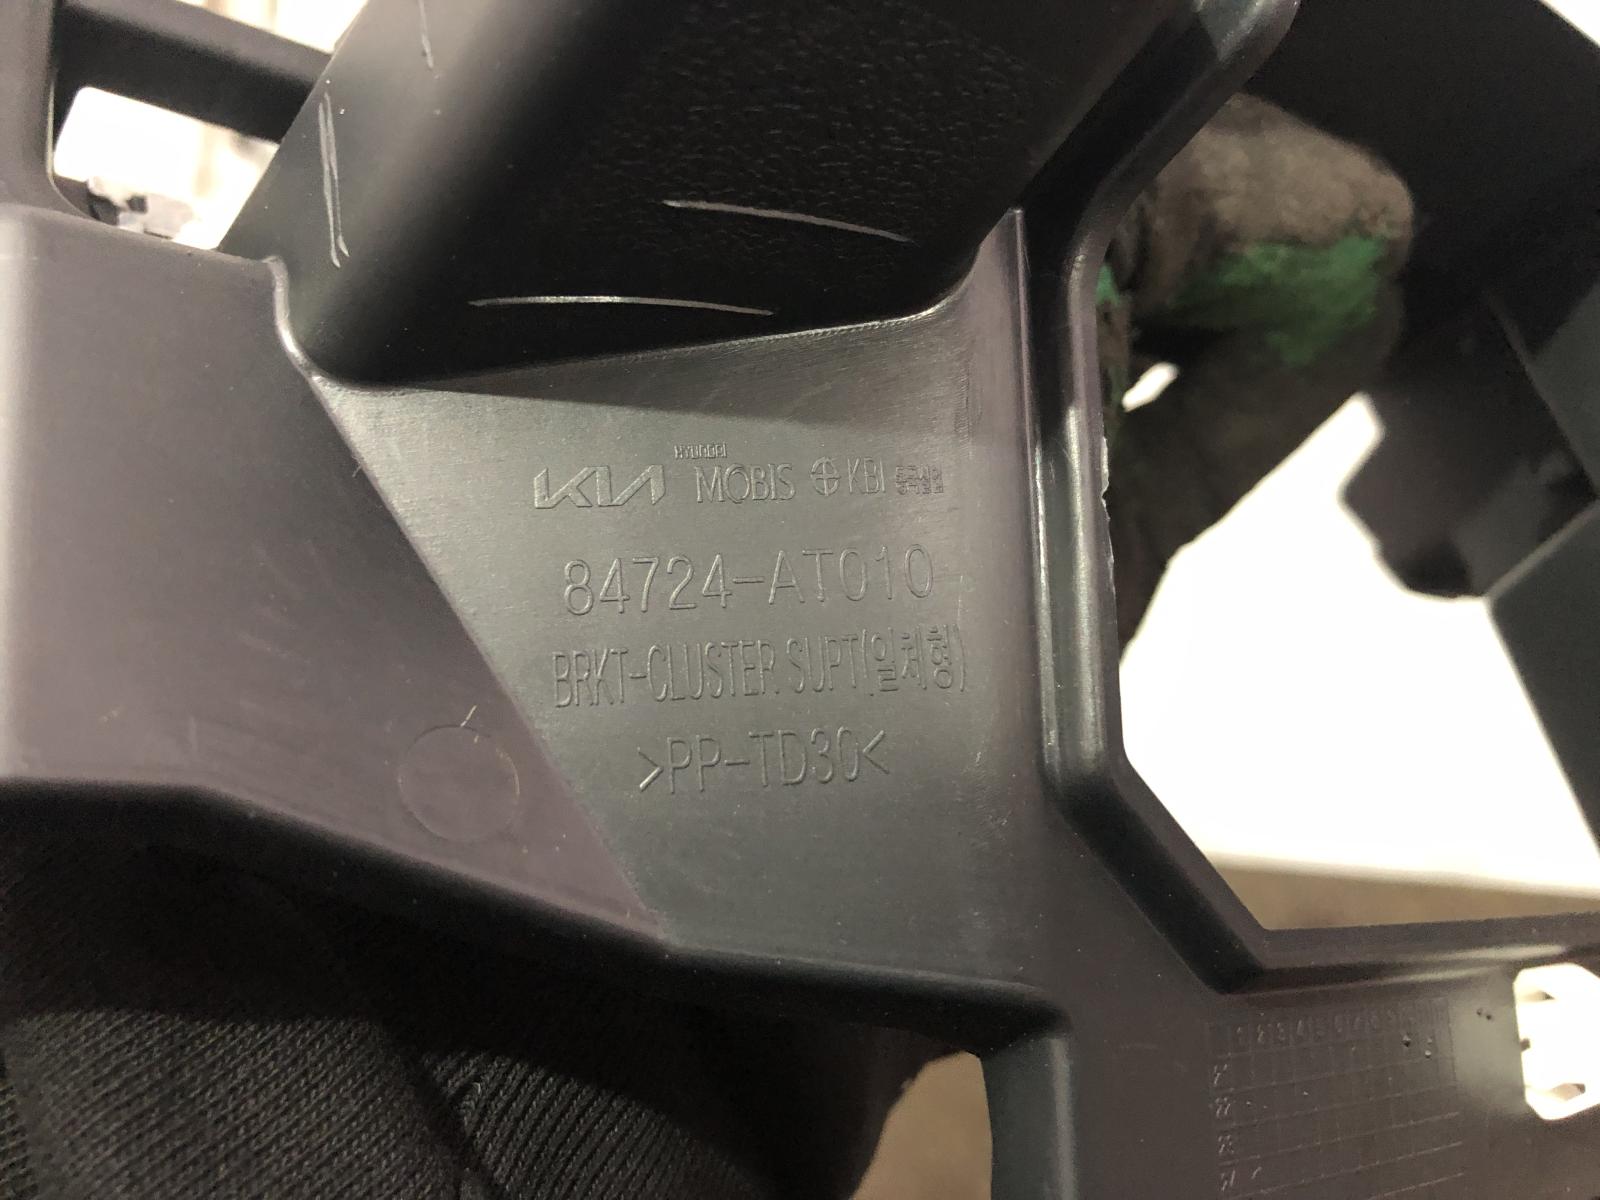 KIA HYUNDAI MOBIS KBI 동국실업
84724-AT010
BRKT-CLUSTER SUPT(일체형)
>PP-TD30<